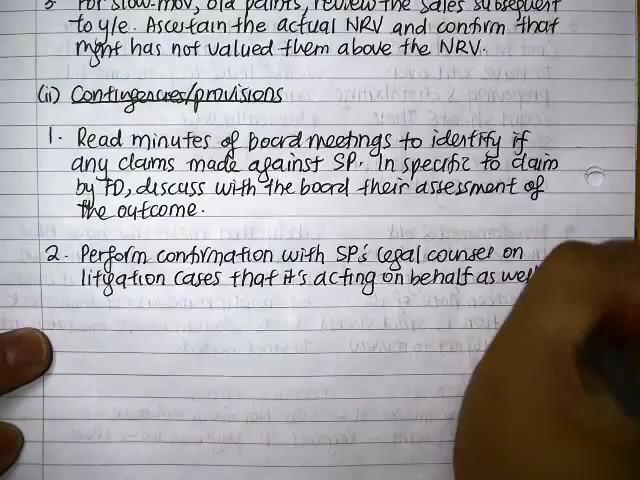 3. For slow-mov, old paints, review the sales subsequent
to y/e. Ascertain the actual NRV and confirm that
mgmt has not valued them above the NRV.
(ii) Contingencies/provisions
1. Read minutes of board meetings to identify if
any claims made against SP. In specific to claim
by TD, discuss with the board their assessment of
the outcome.
2. Perform confirmation with SP's legal counsel on
litigation cases that it's acting on behalf as well